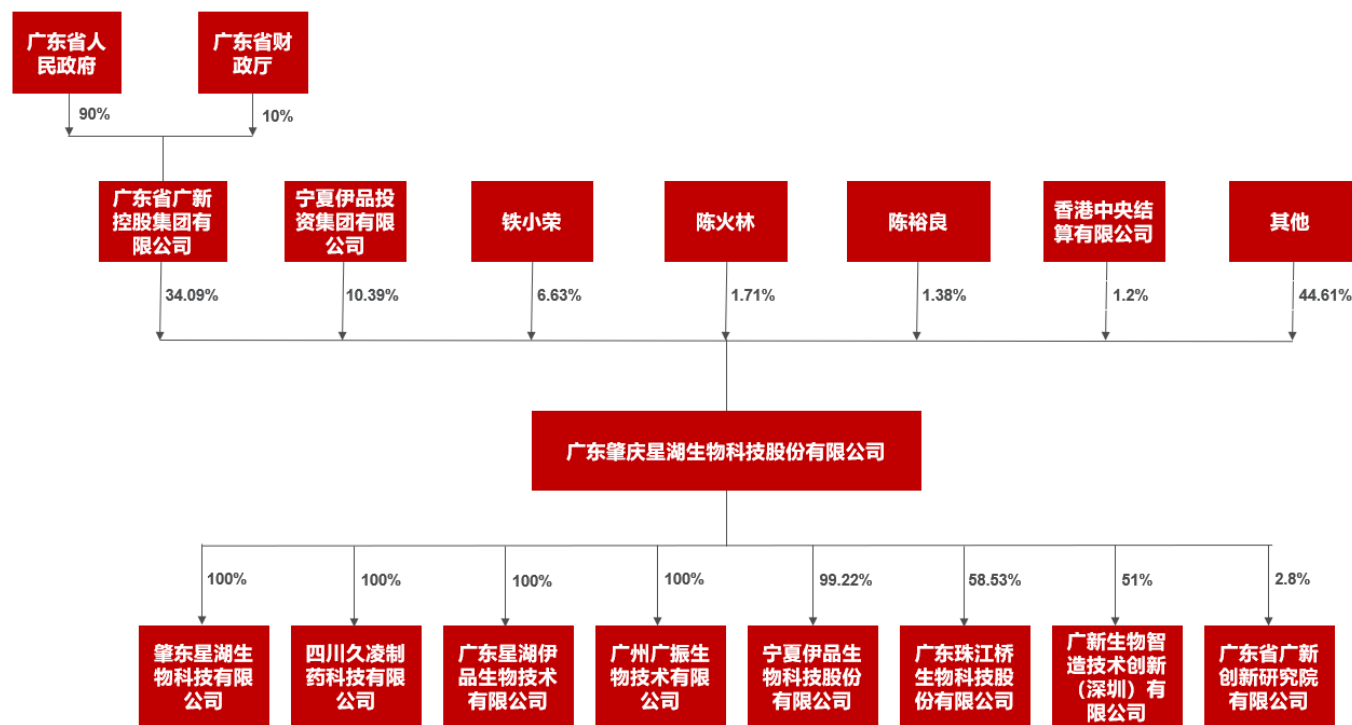 广东省人
民政府
广东省财
政厅
90%
10%
广东省广新
控股集团有
限公司
宁夏伊品投
资集团有限
公司
铁小荣
陈火林
陈裕良
香港中央结
算有限公司
其他
34.09%
10.39%
6.63%
1.71%
1.38%
1.2%
44.61%
广东肇庆星湖生物科技股份有限公司
100%
100%
100%
100%
99.22%
58.53%
51%
2.8%
肇东星湖生
物科技有限
公司
四川久凌制
药科技有限
公司
广东星湖伊
品生物技术
有限公司
广州广振生
物技术有限
公司
宁夏伊品生
物科技股份
有限公司
广东珠江桥
生物科技股
份有限公司
广新生物智
造技术创新
（深圳）有
限公司
广东省广新
创新研究院
有限公司